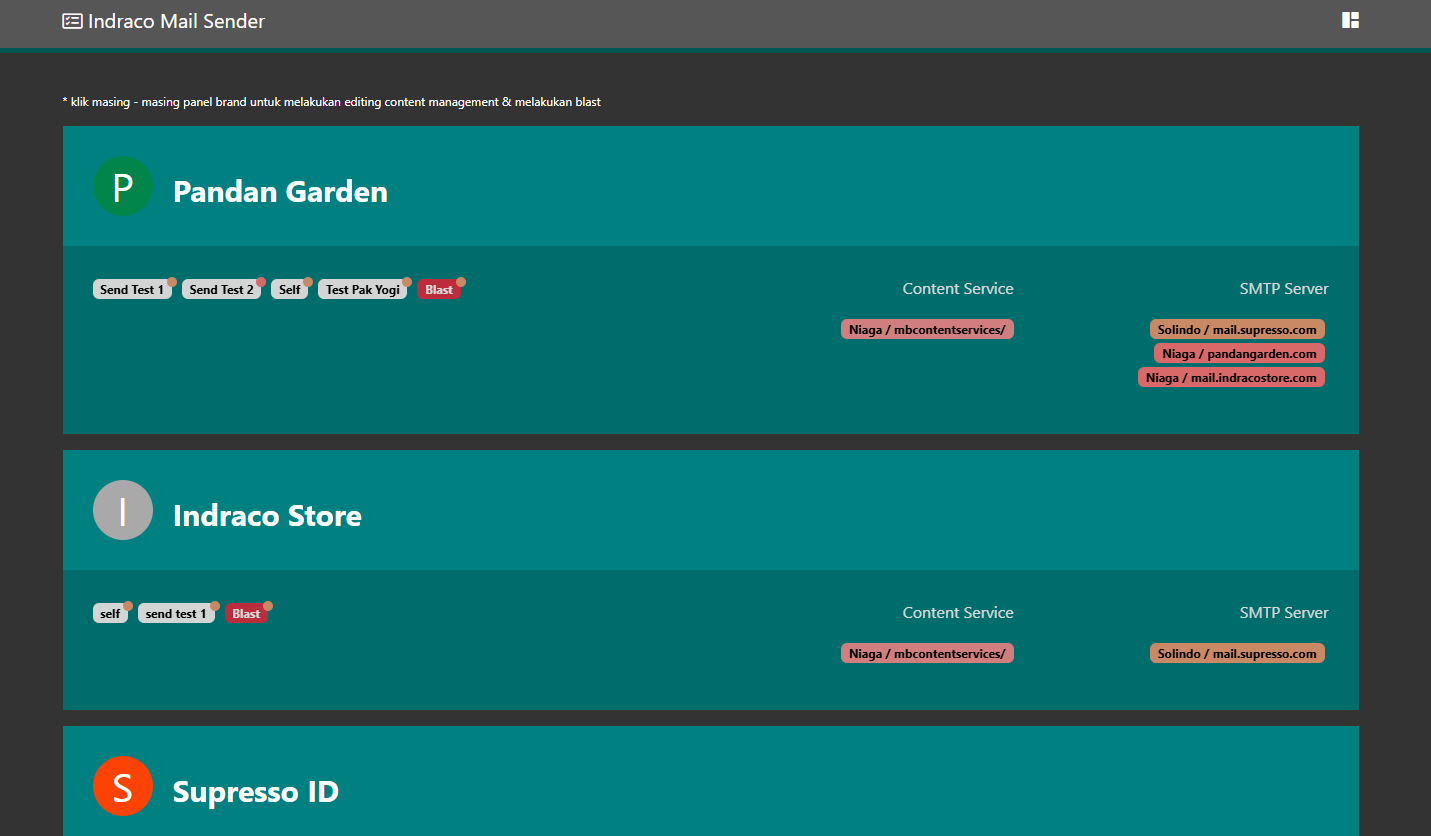 Indraco Mail Sender
* klik masing - masing panel brand untuk melakukan editing content management & melakukan blast
P
Pandan Garden
Send Test 1 Send Test 2 Self Test Pak Yogi Blast
Content Service
SMTP Server
Niaga / mbcontentservices/
Solindo / mail.supresso.com
Niaga / pandangarden.com
Niaga / mail.indracostore.com
I
Indraco Store
self send test 1 Blast
Content Service
SMTP Server
Niaga / mbcontentservices/
Solindo / mail.supresso.com
S
Supresso ID